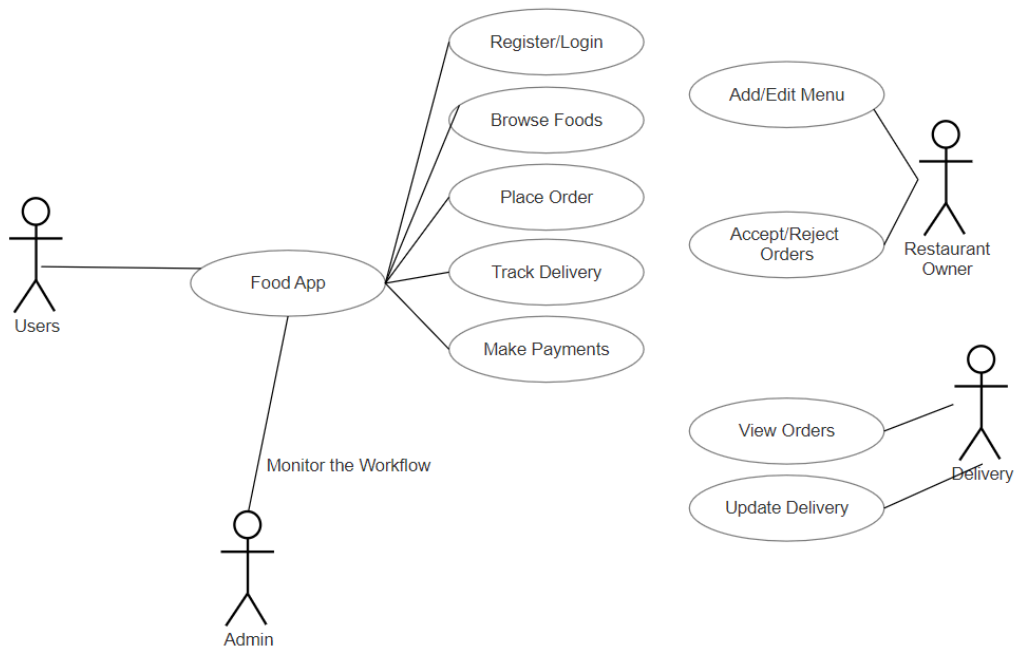 Register/Login
Browse Foods
Place Order
Track Delivery
Make Payments
Food App
Users
Monitor the Workflow
Admin
Add/Edit Menu
Accept/Reject
Orders
Restaurant
Owner
View Orders
Update Delivery
Delivery